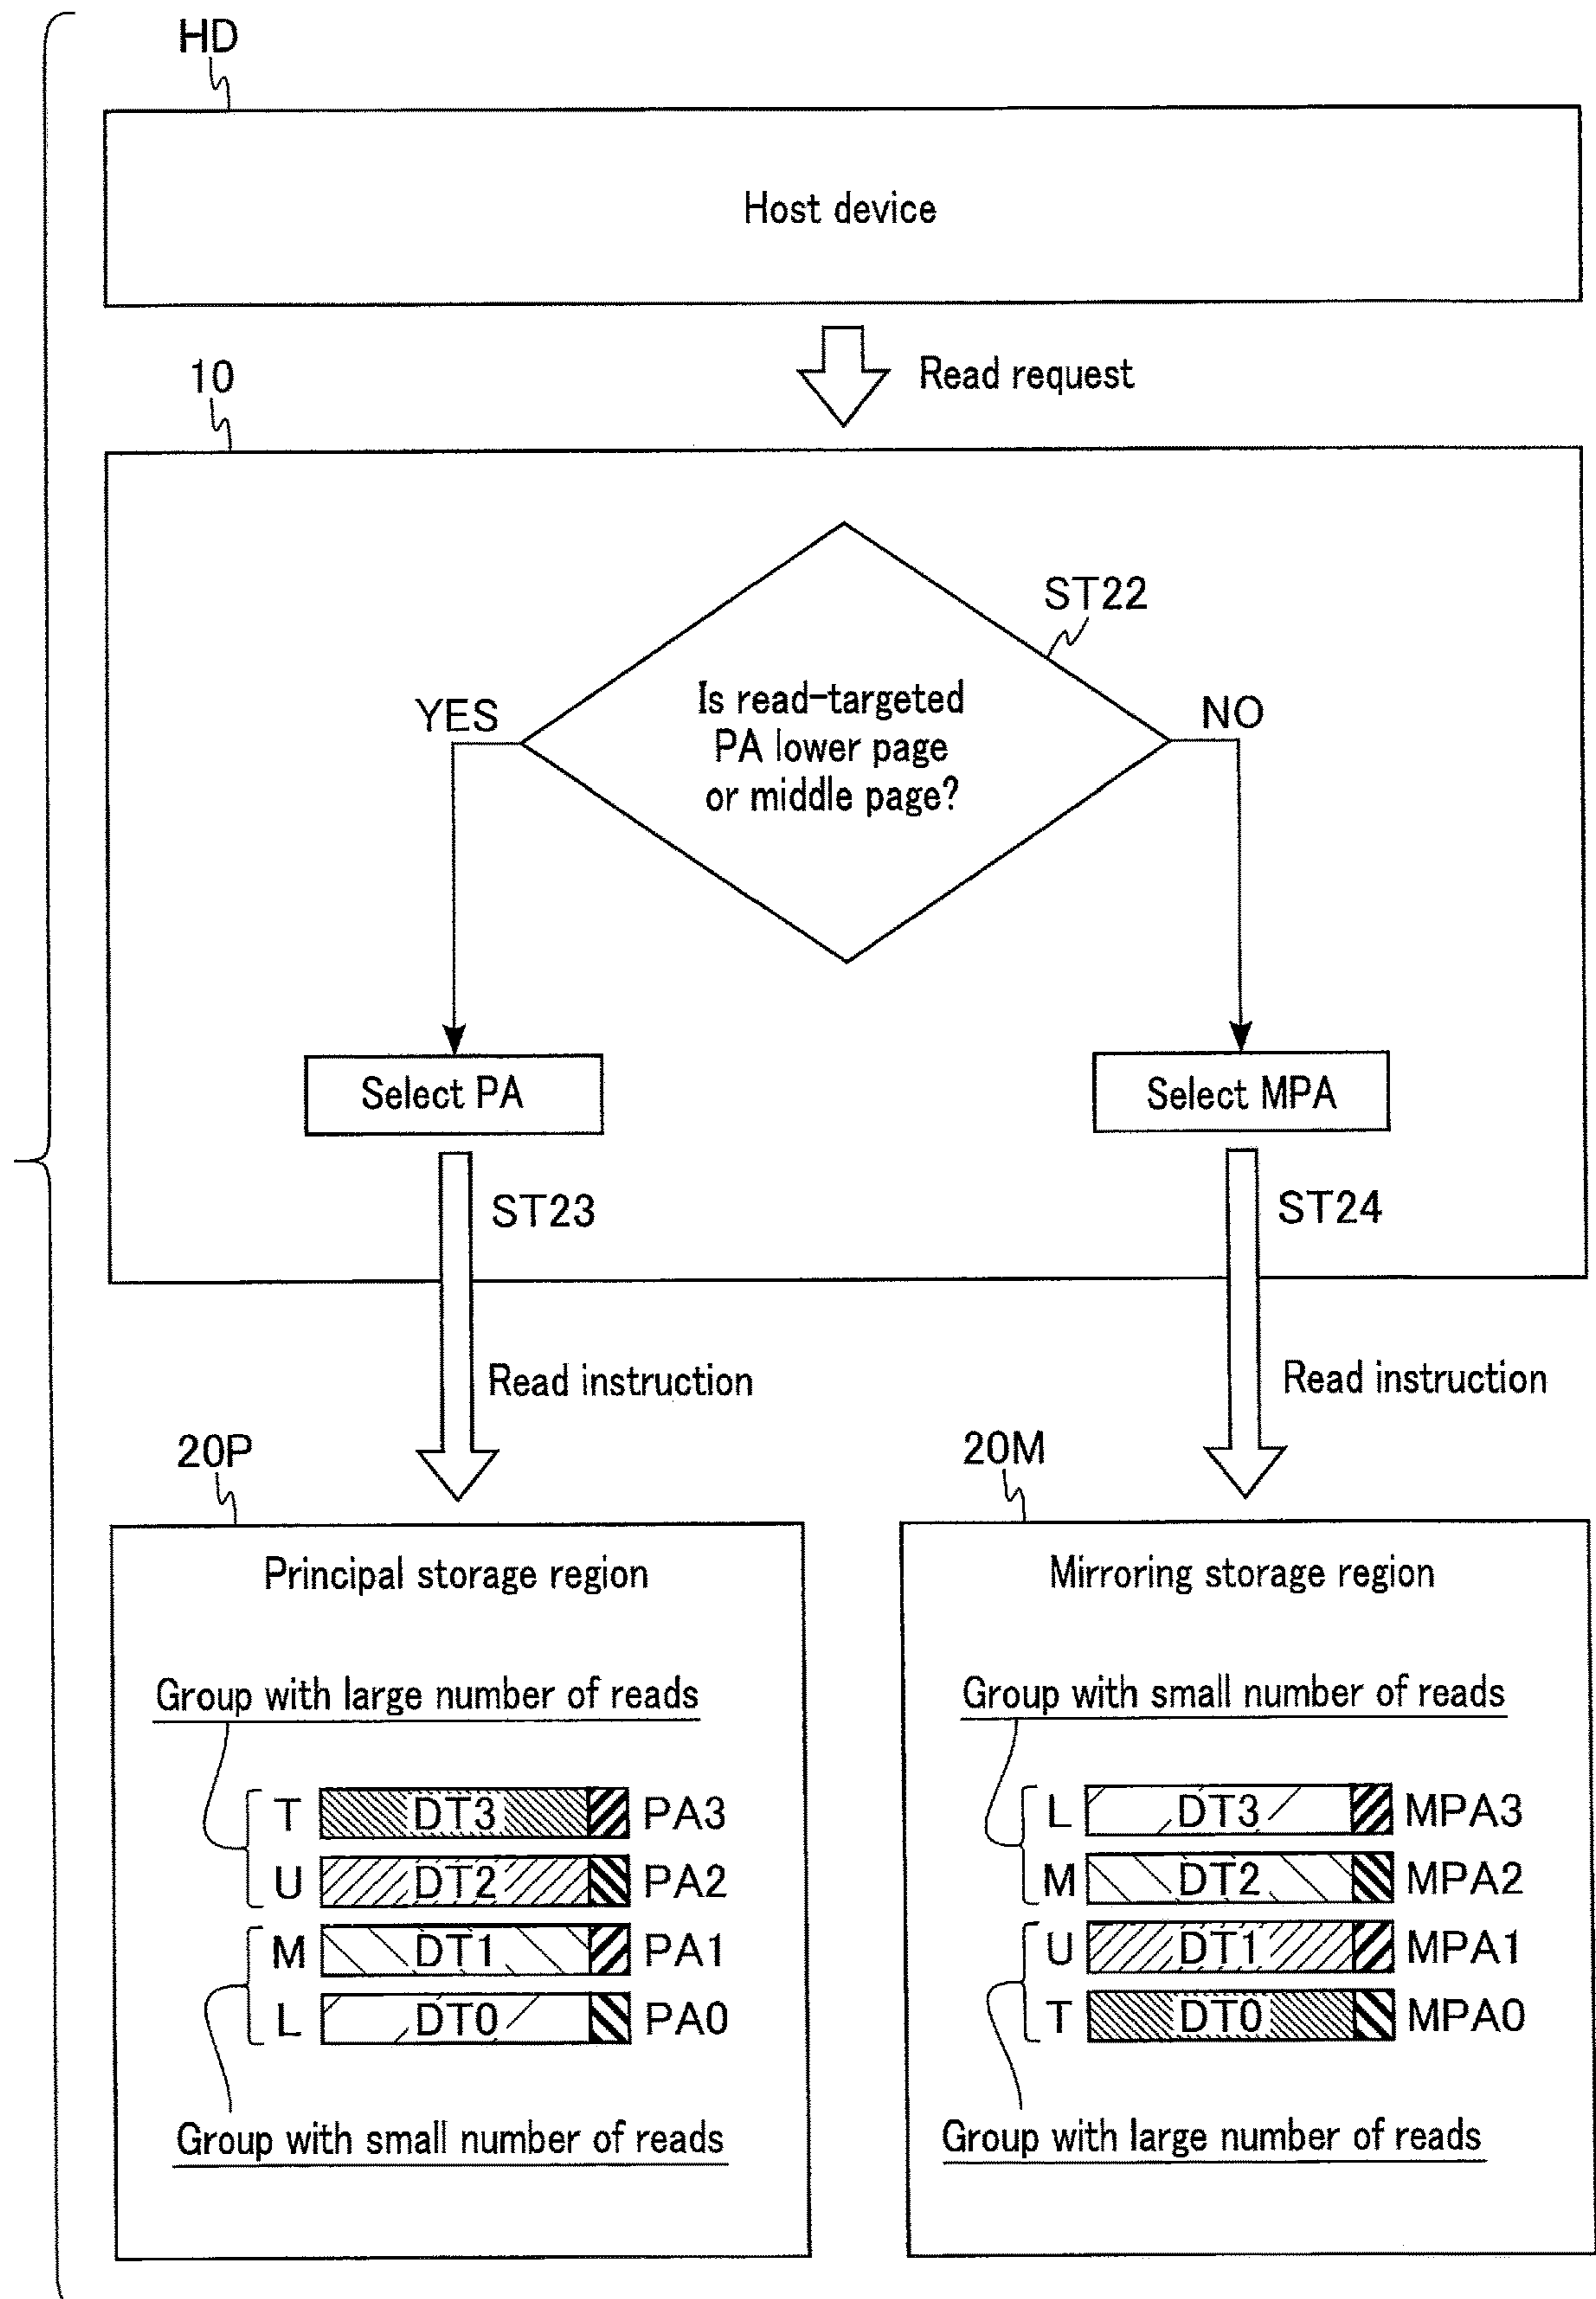 HD
Host device
10
Read request
ST22
Is read-targeted
PA lower page
or middle page?
YES
NO
Select PA
Select MPA
ST23
ST24
Read instruction
Read instruction
20P
20M
Principal storage region
Group with large number of reads
T DT3 PA3
U DT2 PA2
M DT1 PA1
L DT0 PA0
Group with small number of reads
Mirroring storage region
Group with small number of reads
L DT3 MPA3
M DT2 MPA2
U DT1 MPA1
T DT0 MPA0
Group with large number of reads